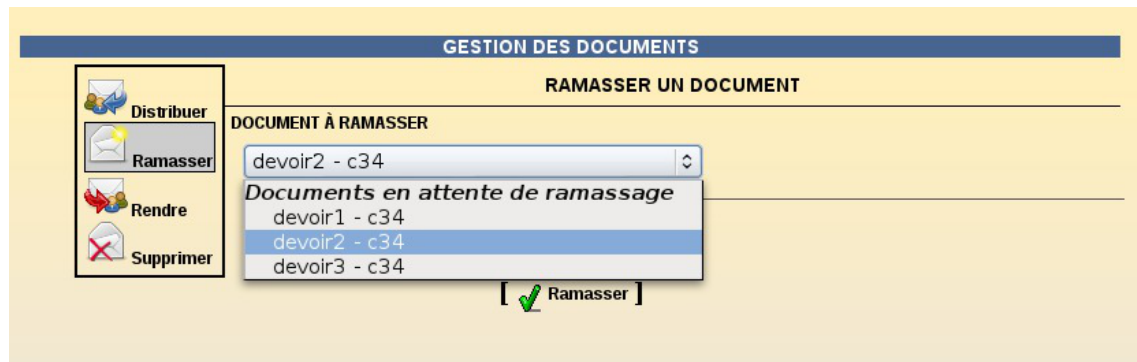 GESTION DES DOCUMENTS
RAMASSER UN DOCUMENT
Distribuer
Ramasser
Rendre
Supprimer
DOCUMENT À RAMASSER
devoir2 - c34
Documents en attente de ramassage
devoir1 - c34
devoir2 - c34
devoir3 - c34
[ Ramasser ]